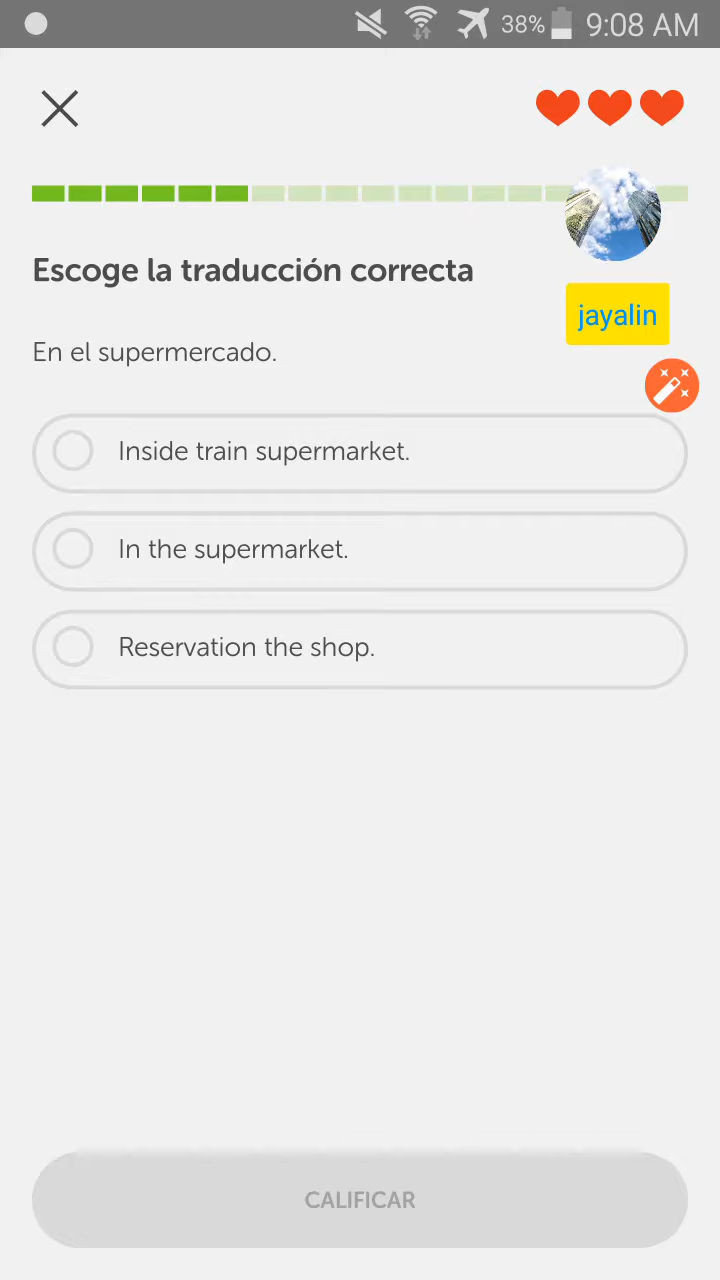 38% 9:08 AM
Escoge la traducción correcta
jayalin
En el supermercado.
Inside train supermarket.
In the supermarket.
Reservation the shop.
CALIFICAR